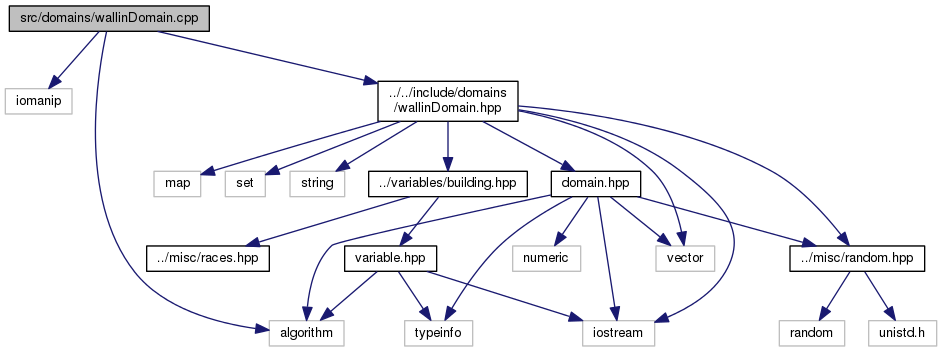 src/domains/wallinDomain.cpp
iomanip
../../include/domains
/wallinDomain.hpp
map
set
string
../variables/building.hpp
domain.hpp
../misc/races.hpp
variable.hpp
numeric
vector
../misc/random.hpp
algorithm
typeinfo
iostream
random
unistd.h